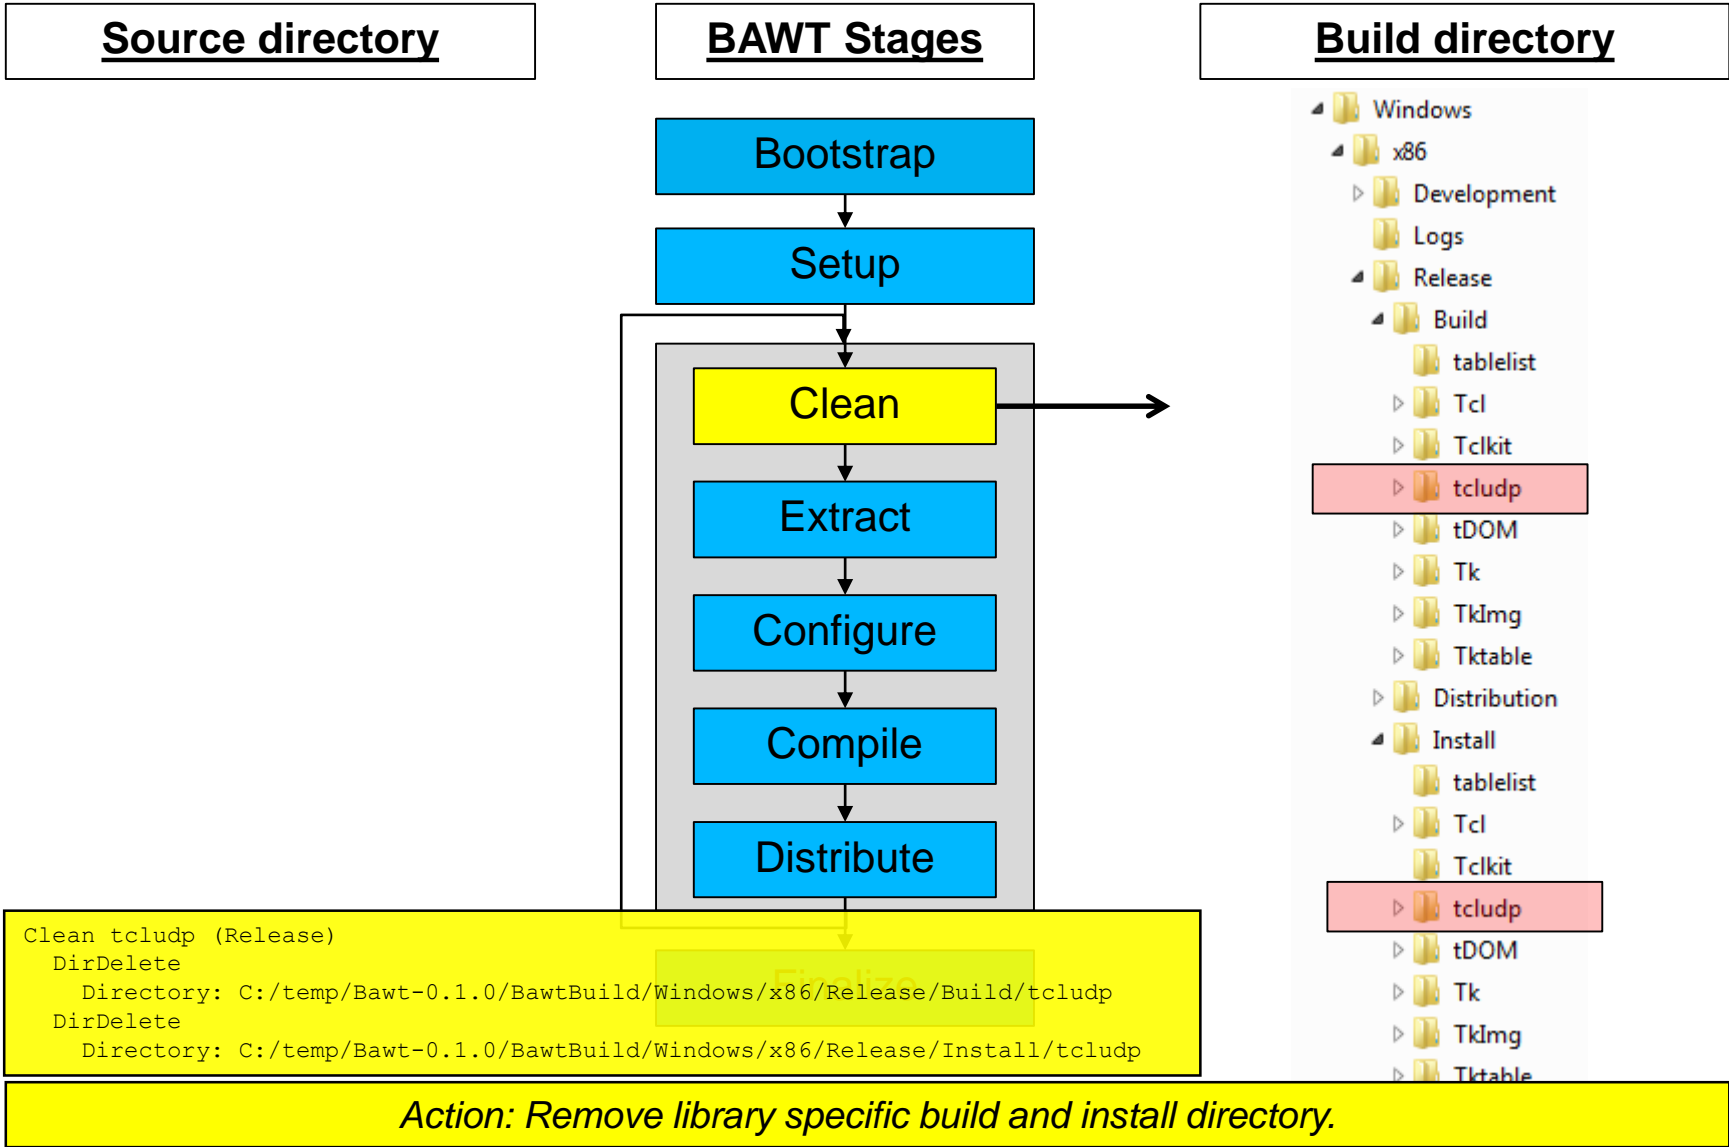 Source directory
BAWT Stages
Build directory
Bootstrap
Setup
Clean
Extract
Configure
Compile
Distribute
Finalize
Windows
x86
Development
Logs
Release
Build
tablelist
Tcl
Tclkit
tcludp
tDOM
Tk
TkImg
Tktable
Distribution
Install
tablelist
Tcl
Tclkit
tcludp
tDOM
Tk
TkImg
Tktable
Clean tcludp (Release)
DirDelete
Directory: C:/temp/Bawt-0.1.0/BawtBuild/Windows/x86/Release/Build/tcludp
DirDelete
Directory: C:/temp/Bawt-0.1.0/BawtBuild/Windows/x86/Release/Install/tcludp
Action: Remove library specific build and install directory.